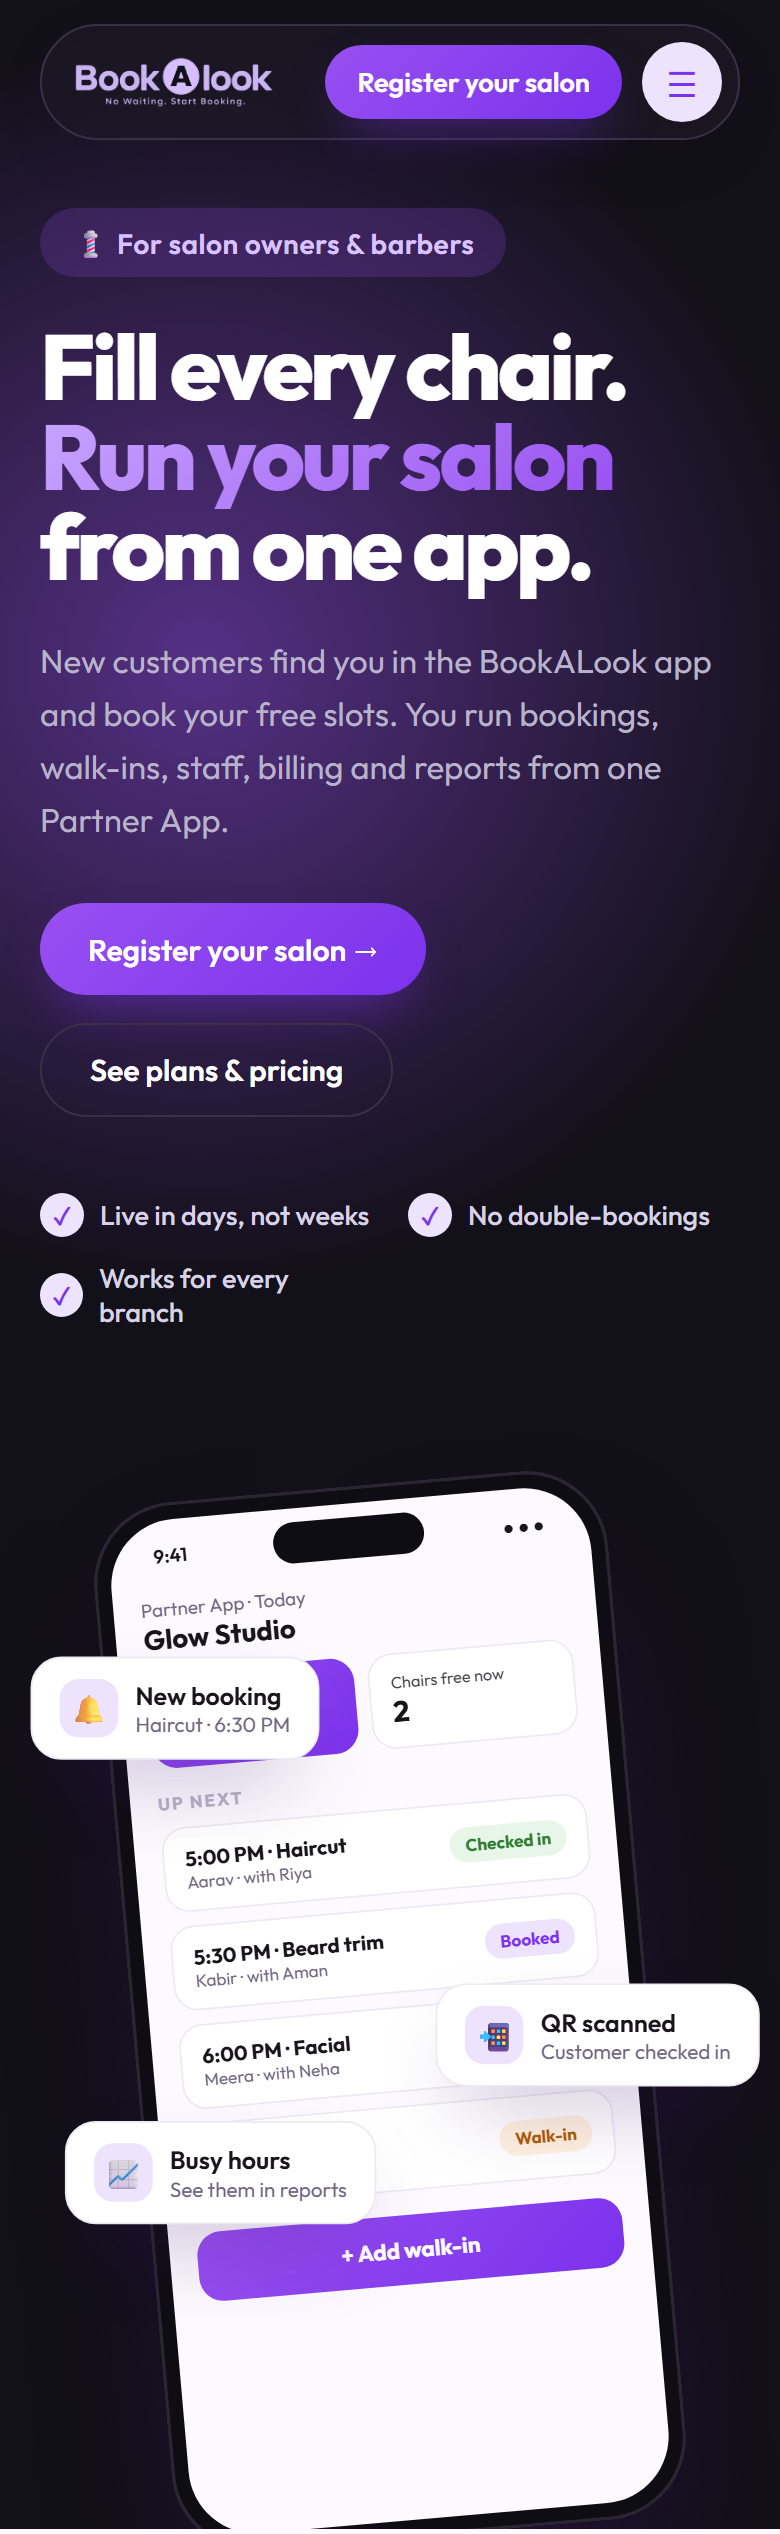 BookAlook
No Waiting. Start Booking.
Register your salon
For salon owners & barbers
Fill every chair.
Run your salon
from one app.
New customers find you in the BookALook app
and book your free slots. You run bookings,
walk-ins, staff, billing and reports from one
Partner App.
Register your salon →
See plans & pricing
Live in days, not weeks
No double-bookings
Works for every
branch
9:41
Partner App · Today
Glow Studio
New booking
Haircut · 6:30 PM
Chairs free now
2
UP NEXT
5:00 PM · Haircut
Aarav · with Riya
Checked in
5:30 PM · Beard trim
Kabir · with Aman
Booked
6:00 PM · Facial
Meera · with Neha
QR scanned
Customer checked in
Walk-in
Busy hours
See them in reports
+ Add walk-in